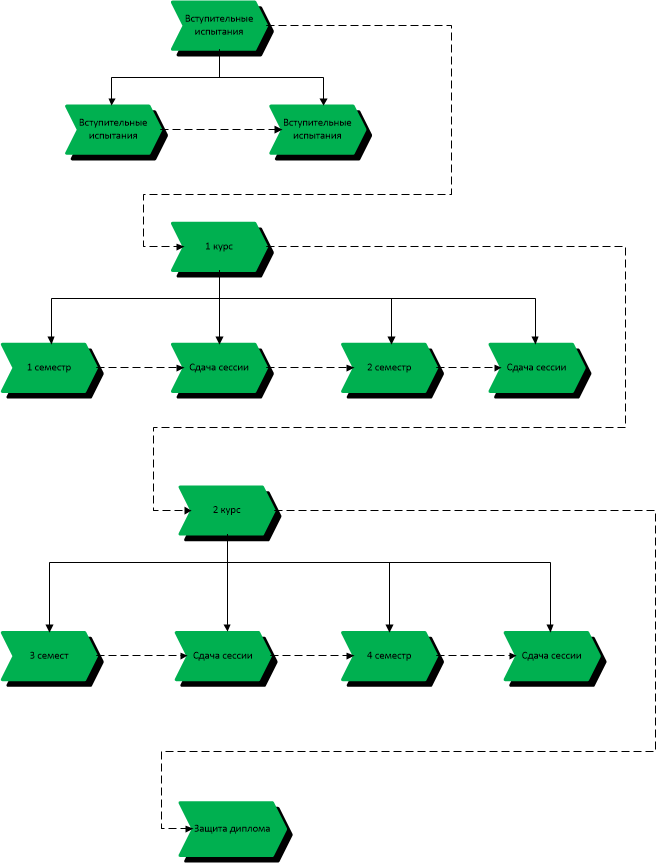 Вступительные
испытания
Вступительные
испытания
Вступительные
испытания
1 курс
1 семестр
Сдача сессии
2 семестр
Сдача сессии
2 курс
3 семест
Сдача сессии
4 семестр
Сдача сессии
Защита диплома